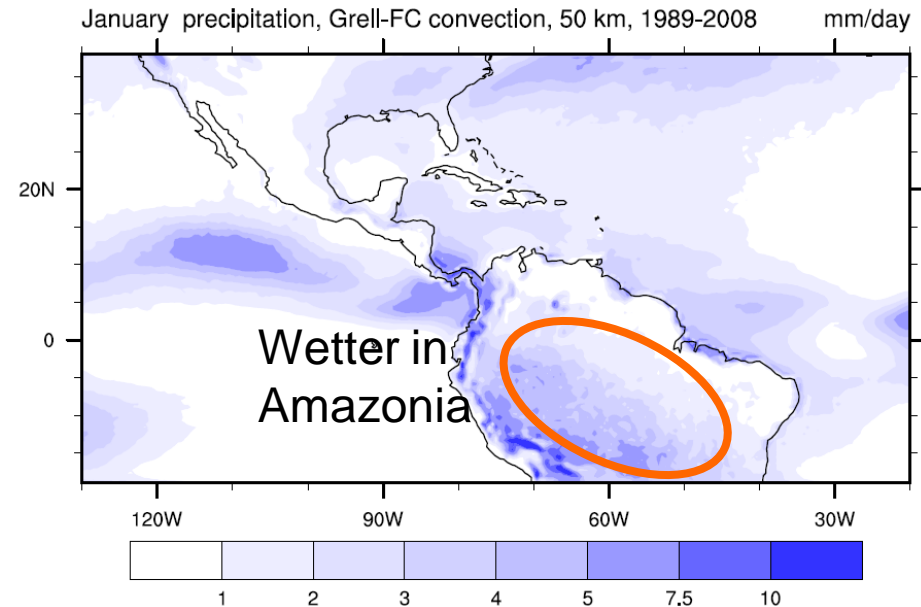 January precipitation, Grell-FC convection, 50 km, 1989-2008 mm/day
20N
0
Wetter in
Amazonia
120W 90W 60W 30W
1 2 3 4 5 7.5 10